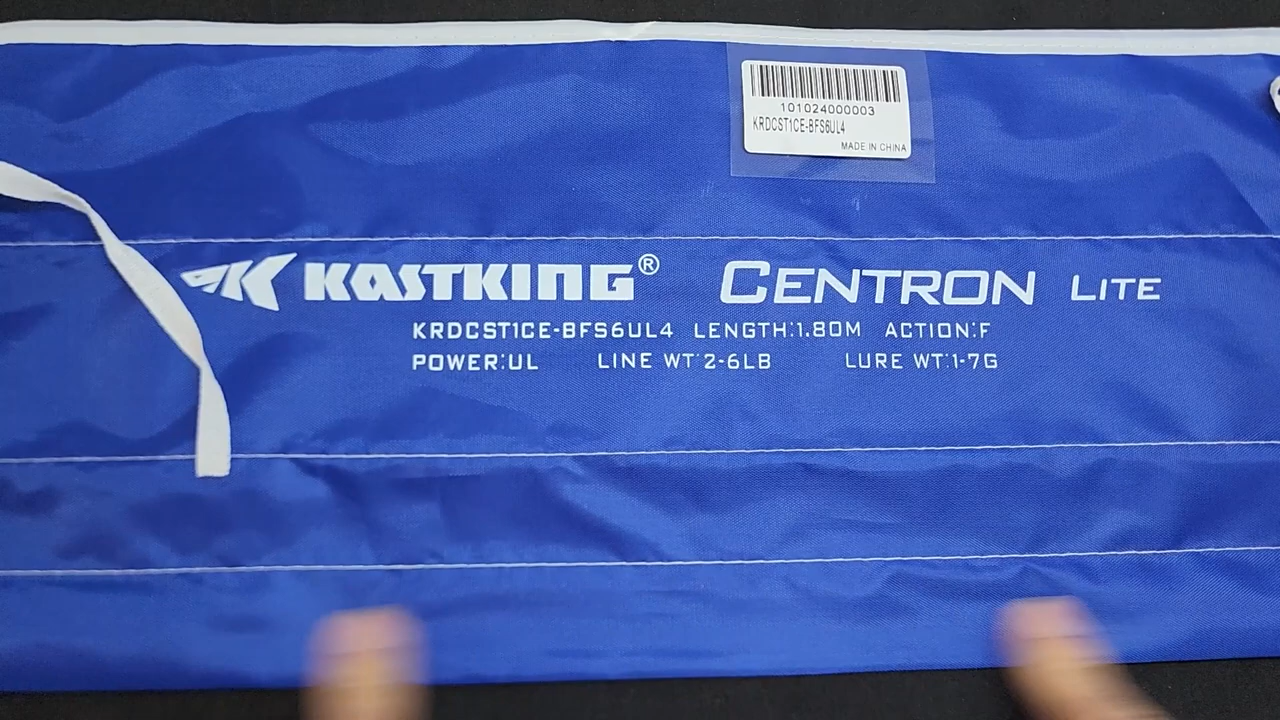 101024000003
KRDCST1CE-BFS6UL4
MADE IN CHINA
KASTKING® CENTRON LITE
KRDCST1CE-BFS6UL4 LENGTH:1.80M ACTION:F
POWER:UL LINE WT:2-6LB LURE WT:1-7G